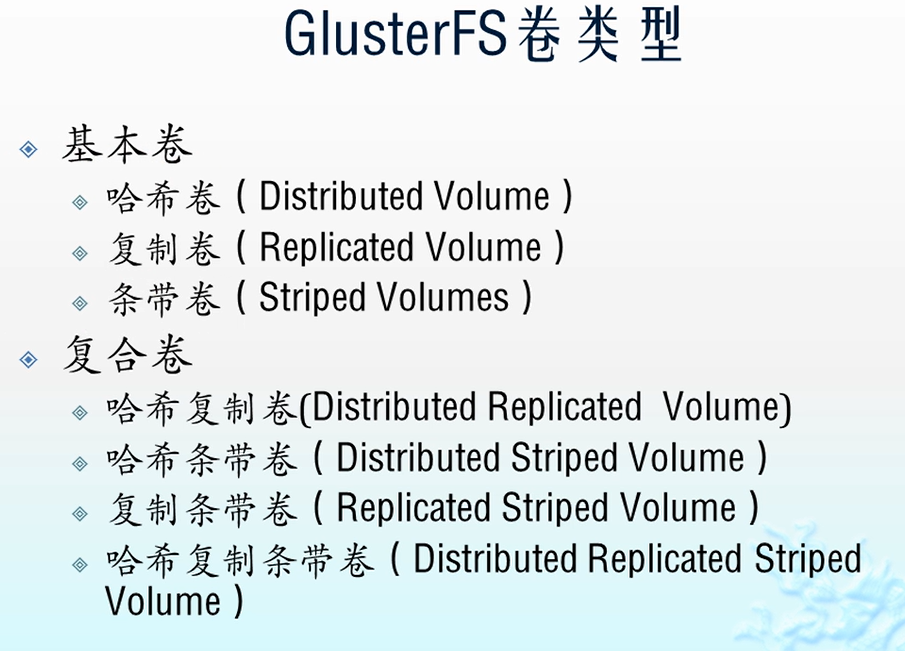 GlusterFS卷类型
基本卷
哈希卷（Distributed Volume）
复制卷（Replicated Volume）
条带卷（Striped Volumes）
复合卷
哈希复制卷(Distributed Replicated  Volume)
哈希条带卷（Distributed Striped Volume）
复制条带卷（Replicated Striped Volume）
哈希复制条带卷（Distributed Replicated Striped
Volume）